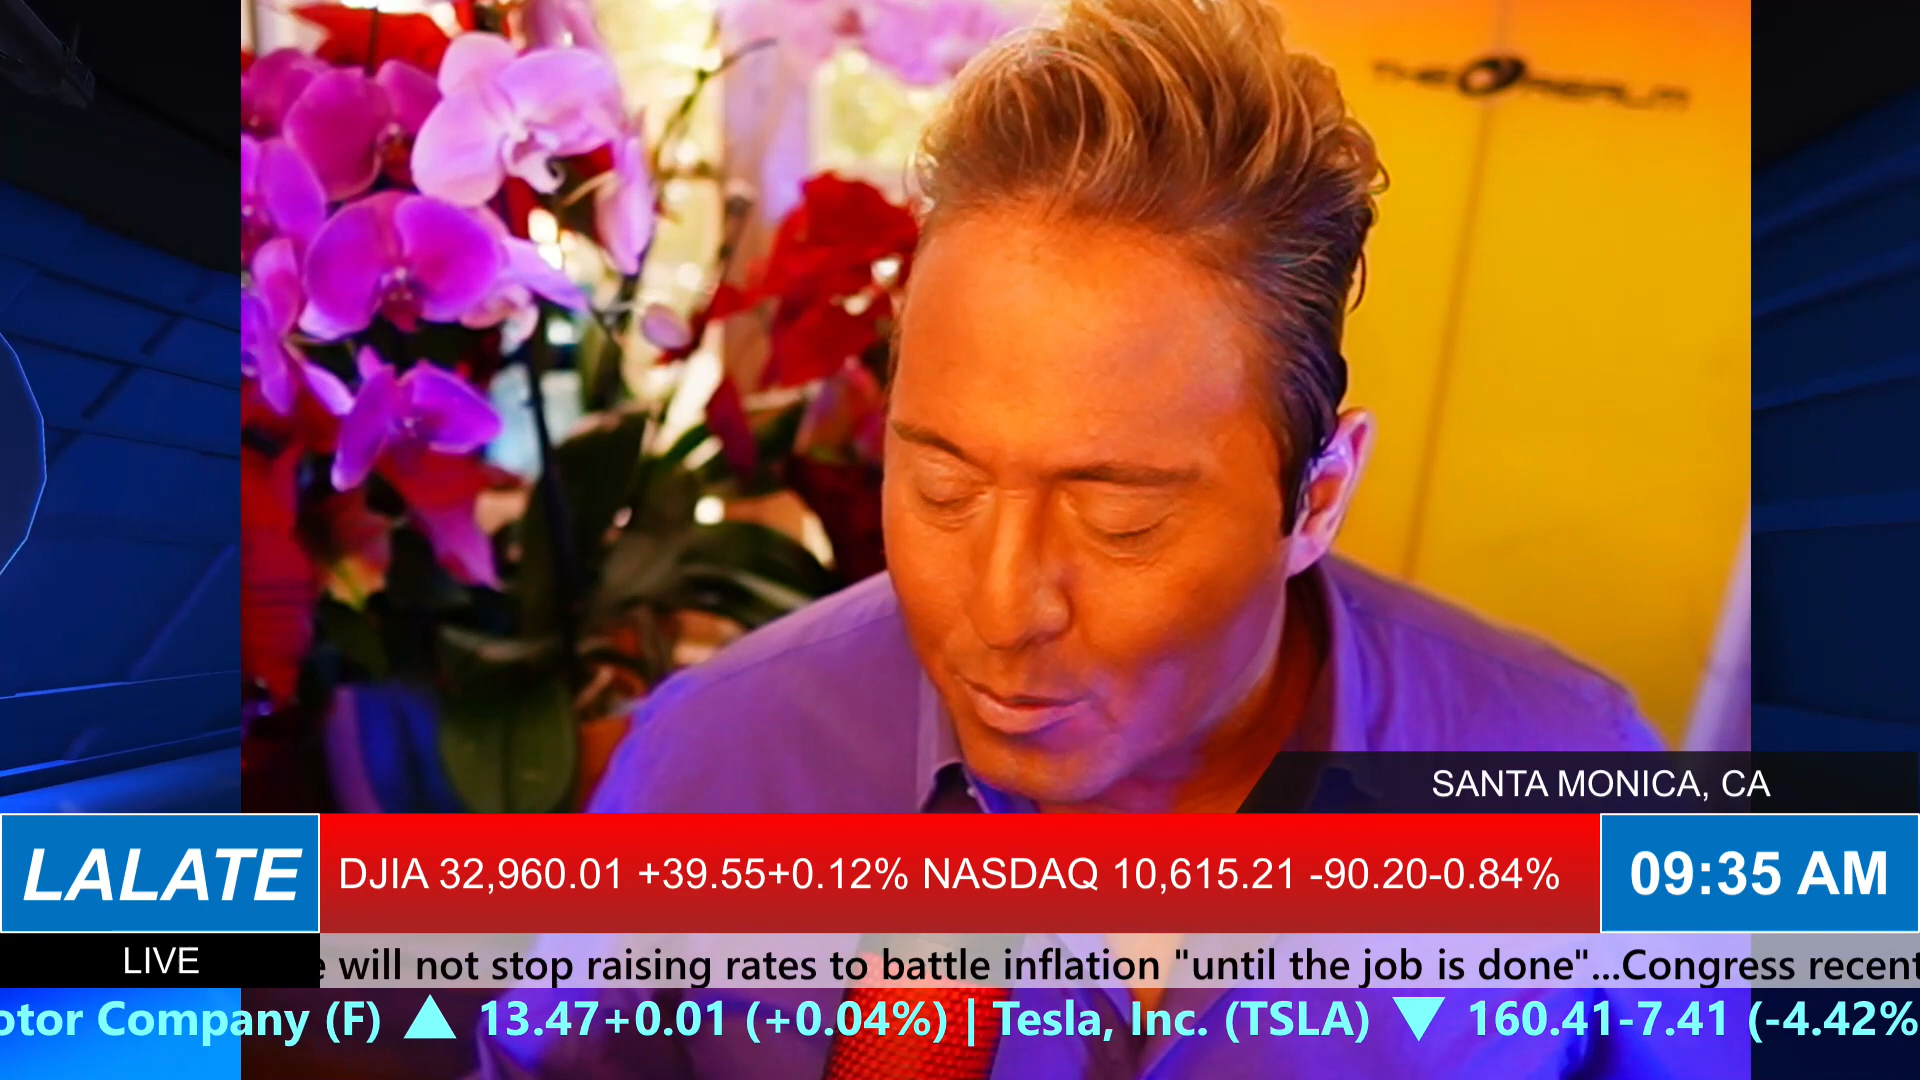 SANTA MONICA, CA
LALATE
DJIA 32,960.01 +39.55+0.12% NASDAQ 10,615.21 -90.20-0.84%
09:35 AM
LIVE
will not stop raising rates to battle inflation "until the job is done"...Congress recent
otor Company (F) ▲ 13.47+0.01 (+0.04%) | Tesla, Inc. (TSLA) ▼ 160.41-7.41 (-4.42%